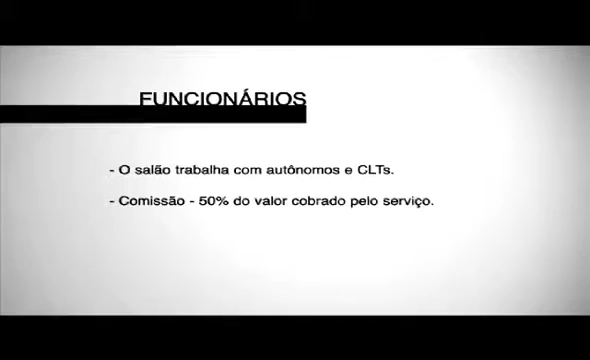 FUNCIONÁRIOS
- O salão trabalha com autônomos e CLTs.
- Comissão - 50% do valor cobrado pelo serviço.